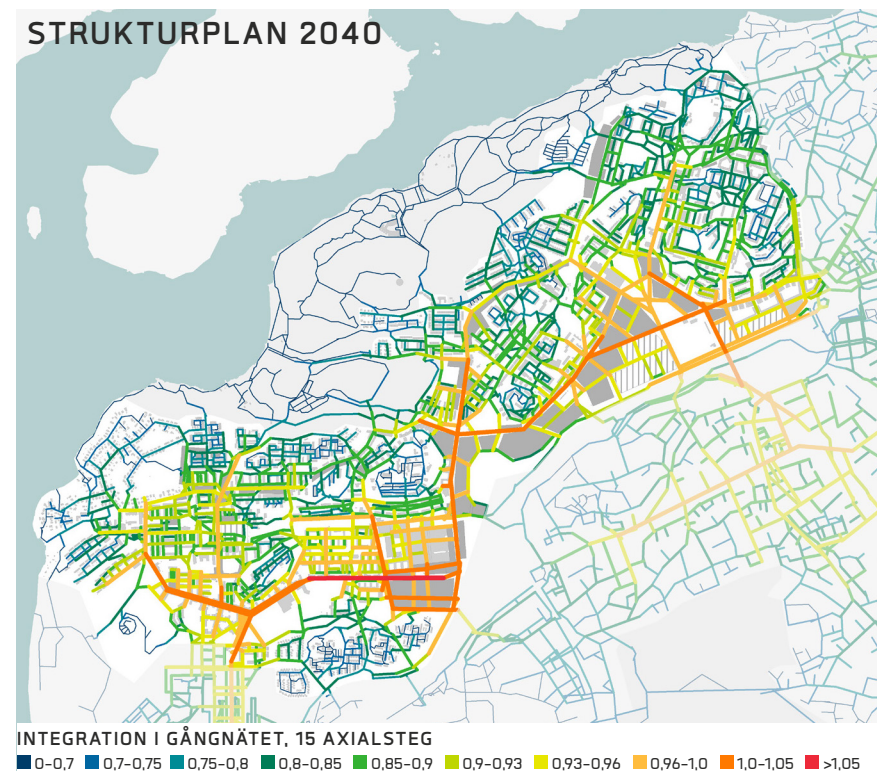 STRUKTURPLAN 2040
INTEGRATION I GÅNGNÄTET, 15 AXIALSTEG
0-0,7 0,7-0,75 0,75-0,8 0,8-0,85 0,85-0,9 0,9-0,93 0,93-0,96 0,96-1,0 1,0-1,05 >1,05